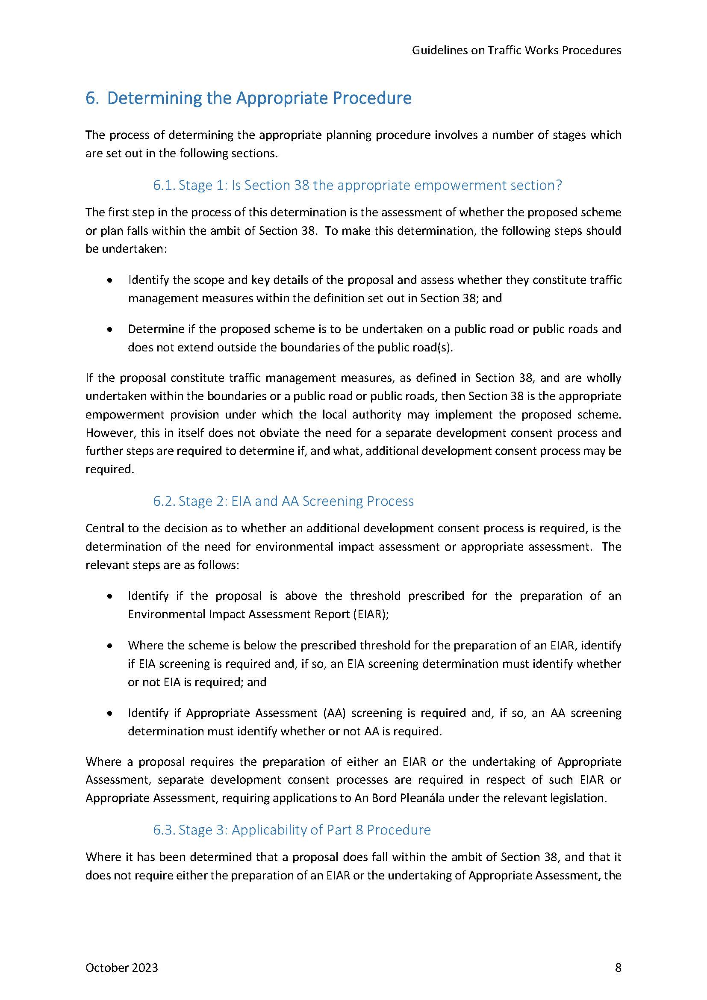 Guidelines on Traffic Works Procedures
6. Determining the Appropriate Procedure
The process of determining the appropriate planning procedure involves a number of stages which
are set out in the following sections.
6.1. Stage 1: Is Section 38 the appropriate empowerment section?
The first step in the process of this determination is the assessment of whether the proposed scheme
or plan falls within the ambit of Section 38. To make this determination, the following steps should
be undertaken:
• Identify the scope and key details of the proposal and assess whether they constitute traffic
management measures within the definition set out in Section 38; and
• Determine if the proposed scheme is to be undertaken on a public road or public roads and
does not extend outside the boundaries of the public road(s).
If the proposal constitute traffic management measures, as defined in Section 38, and are wholly
undertaken within the boundaries or a public road or public roads, then Section 38 is the appropriate
empowerment provision under which the local authority may implement the proposed scheme.
However, this in itself does not obviate the need for a separate development consent process and
further steps are required to determine if, and what, additional development consent process may be
required.
6.2. Stage 2: EIA and AA Screening Process
Central to the decision as to whether an additional development consent process is required, is the
determination of the need for environmental impact assessment or appropriate assessment. The
relevant steps are as follows:
• Identify if the proposal is above the threshold prescribed for the preparation of an
Environmental Impact Assessment Report (EIAR);
• Where the scheme is below the prescribed threshold for the preparation of an EIAR, identify
if EIA screening is required and, if so, an EIA screening determination must identify whether
or not EIA is required; and
• Identify if Appropriate Assessment (AA) screening is required and, if so, an AA screening
determination must identify whether or not AA is required.
Where a proposal requires the preparation of either an EIAR or the undertaking of Appropriate
Assessment, separate development consent processes are required in respect of such EIAR or
Appropriate Assessment, requiring applications to An Bord Pleanála under the relevant legislation.
6.3. Stage 3: Applicability of Part 8 Procedure
Where it has been determined that a proposal does fall within the ambit of Section 38, and that it
does not require either the preparation of an EIAR or the undertaking of Appropriate Assessment, the
October 2023 8